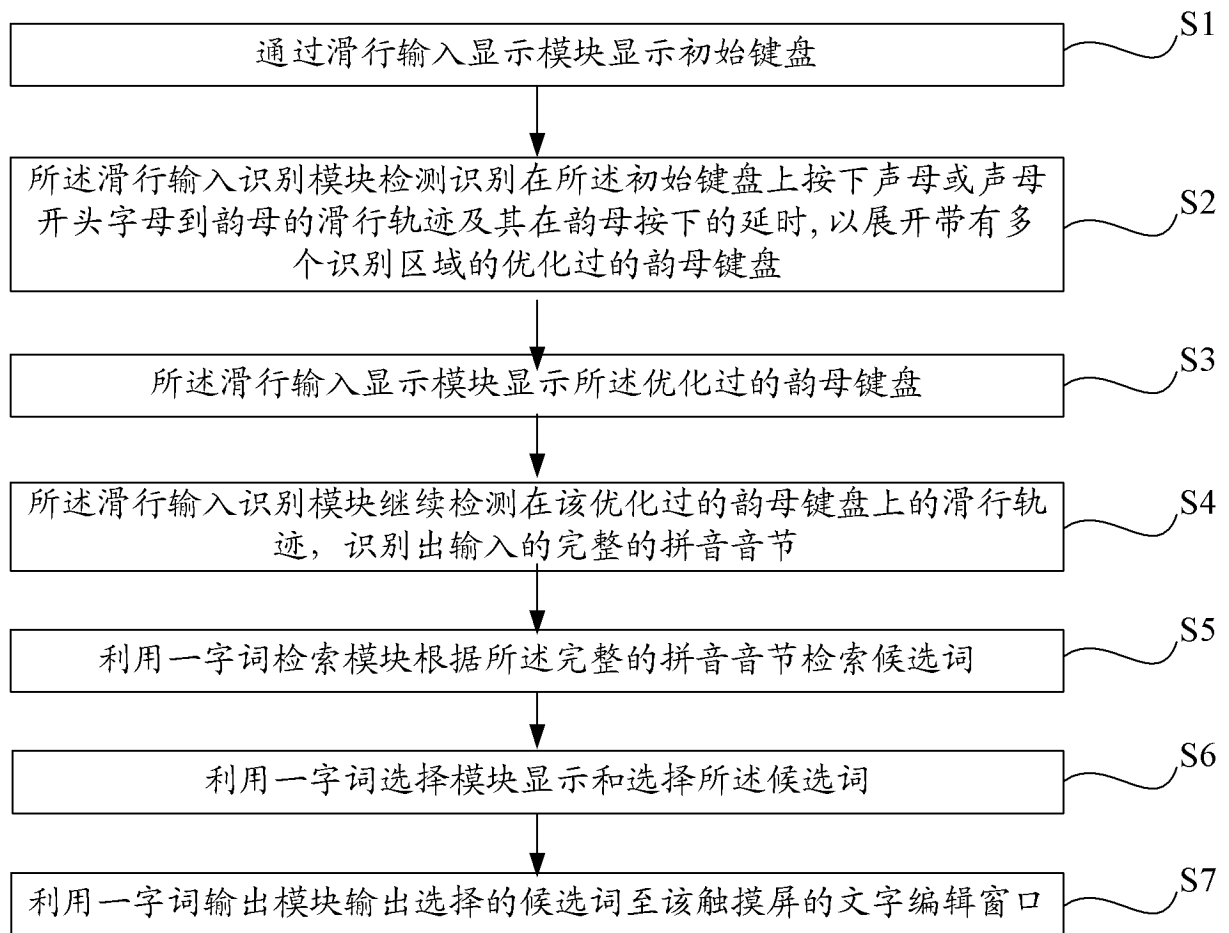 S1
通过滑行输入显示模块显示初始键盘
所述滑行输入识别模块检测识别在所述初始键盘上按下声母或声母
开头字母到韵母的滑行轨迹及其在韵母按下的延时,以展开带有多
个识别区域的优化过的韵母键盘
S2
所述滑行输入显示模块显示所述优化过的韵母键盘
S3
所述滑行输入识别模块继续检测在该优化过的韵母键盘上的滑行轨
迹，识别出输入的完整的拼音音节
S4
利用一字词检索模块根据所述完整的拼音音节检索候选词
S5
利用一字词选择模块显示和选择所述候选词
S6
利用一字词输出模块输出选择的候选词至该触摸屏的文字编辑窗口
S7